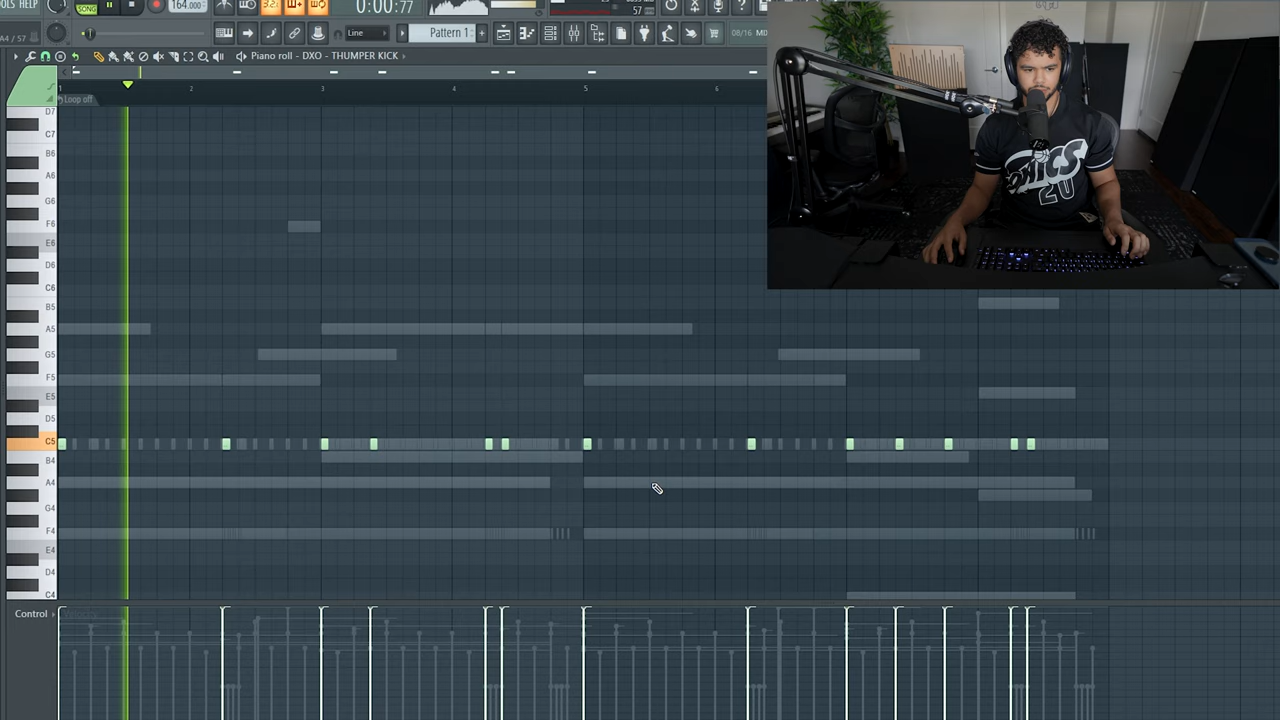 OLS HELP
SONG
164.000
0:00:77
A4 / 57
57
Line
Pattern 1
+
08/16
Piano roll - DXO - THUMPER KICK
1 2 3 4 5 6
Loop off
D7
C7
B6
A6
G6
F6
E6
D6
C6
B5
A5
G5
F5
E5
D5
C5
B4
A4
G4
F4
E4
D4
C4
Control
20